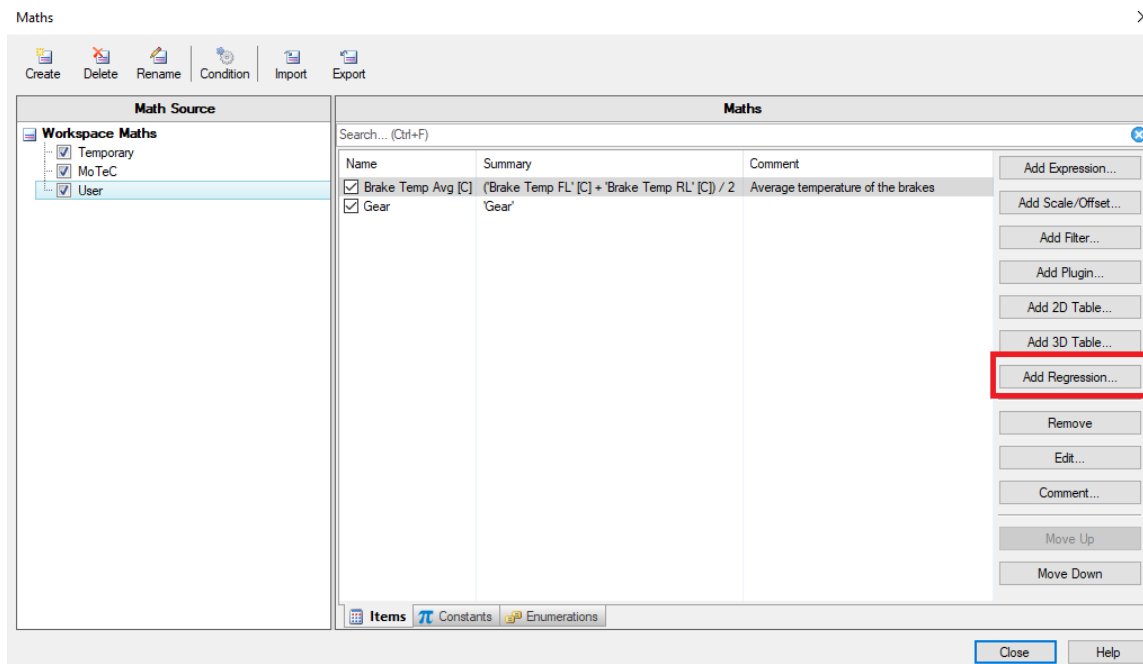 Maths
Create Delete Rename Condition Import Export
Math Source
Workspace Maths
Temporary
MoTeC
User
Maths
Search... (Ctrl+F)
Name Summary Comment
Brake Temp Avg [C] ('Brake Temp FL' [C] + 'Brake Temp RL' [C]) / 2 Average temperature of the brakes
Gear 'Gear'
Add Expression...
Add Scale/Offset...
Add Filter...
Add Plugin...
Add 2D Table...
Add 3D Table...
Add Regression...
Remove
Edit...
Comment...
Move Up
Move Down
Items Constants Enumerations
Close Help